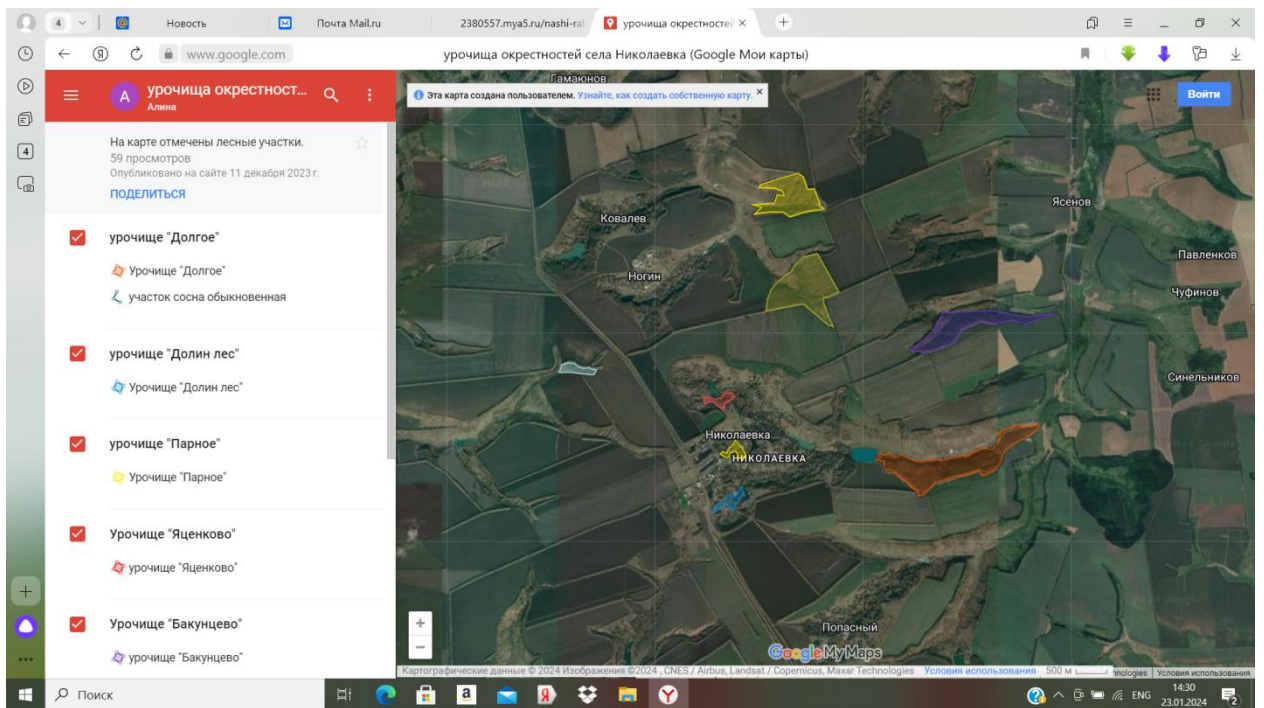 4
Новость
Почта Mail.ru
2380557.mya5.ru/nashi-ra
урочища окрестностей
www.google.com
урочища окрестностей села Николаевка (Google Мои карты)
А
урочища окрестност...
Алина
На карте отмечены лесные участки.
59 просмотров
Опубликовано на сайте 11 декабря 2023 г.
ПОДЕЛИТЬСЯ
урочище "Долгое"
Урочище "Долгое"
участок сосна обыкновенная
урочище "Долин лес"
Урочище "Долин лес"
урочище "Парное"
Урочище "Парное"
Урочище "Яценково"
урочище "Яценково"
Урочище "Бакунцево"
урочище "Бакунцево"
4
Эта карта создана пользователем. Узнайте, как создать собственную карту.
Войти
Гамаюнов
Ковалев
Ногин
Ясенов
Павленков
Чуфинов
Синельников
Николаевка
НИКОЛАЕВКА
Попасный
Google My Maps
Картографические данные © 2024 Изображения ©2024 , CNES / Airbus, Landsat / Copernicus, Maxar Technologies Условия использования 500 м
Условия использования
Поиск
ENG
14:30
23.01.2024
2